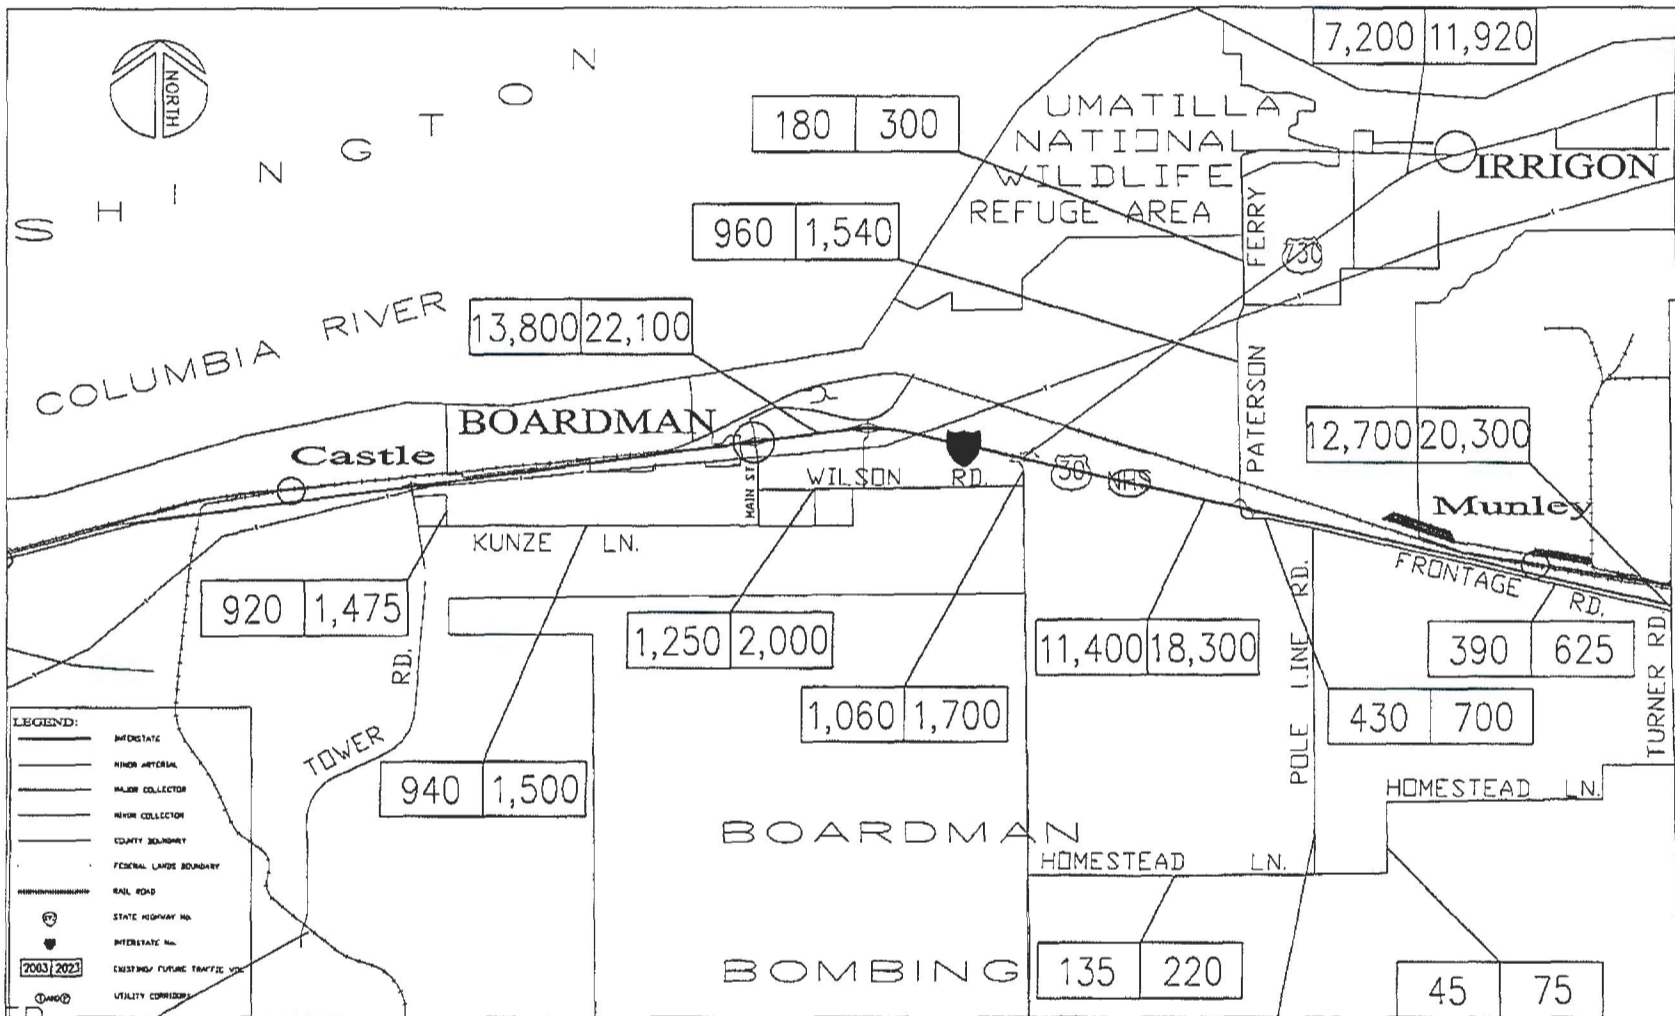 7,200 11,920
NORTH
S H I N G T O N
180 300
UMATILLA
NATIONAL
WILDLIFE
REFUGE AREA
IRRIGON
FERRY
730
960 1,540
COLUMBIA RIVER
13,800 22,100
PATERSON
BOARDMAN
Castle
MAIN ST
WILSON RD.
30
NHS
12,700 20,300
Munley
KUNZE LN.
FRONTAGE RD.
920 1,475
1,250 2,000
11,400 18,300
390 625
RD.
POLE LINE RD.
TURNER RD.
1,060 1,700
430 700
TOWER
940 1,500
HOMESTEAD LN.
BOARDMAN
HOMESTEAD LN.
BOMBING
135 220
45 75
LEGEND:
INTERSTATE
MINOR ARTERIAL
MAJOR COLLECTOR
MINOR COLLECTOR
COUNTY BOUNDARY
FEDERAL LANDS BOUNDARY
RAIL ROAD
STATE HIGHWAY No.
INTERSTATE No.
2003 2023 EXISTING/ FUTURE TRAFFIC VOL
UTILITY CORRIDORS